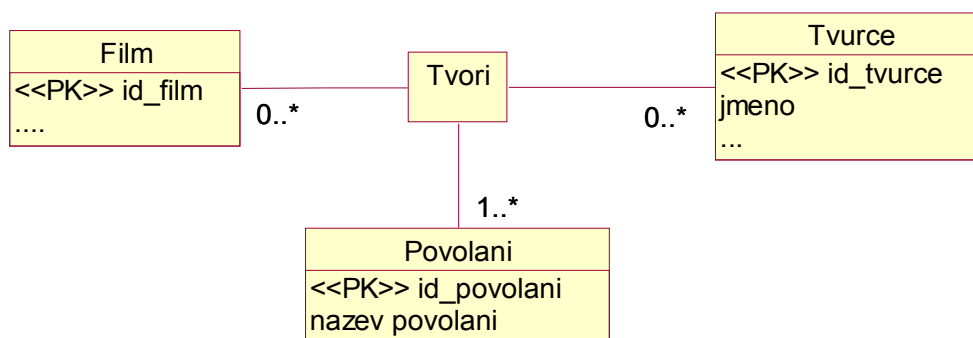 Film
<<PK>> id_film
....
0..*
Tvori
Tvurce
<<PK>> id_tvurce
jmeno
...
0..*
1..*
Povolani
<<PK>> id_povolani
nazev povolani